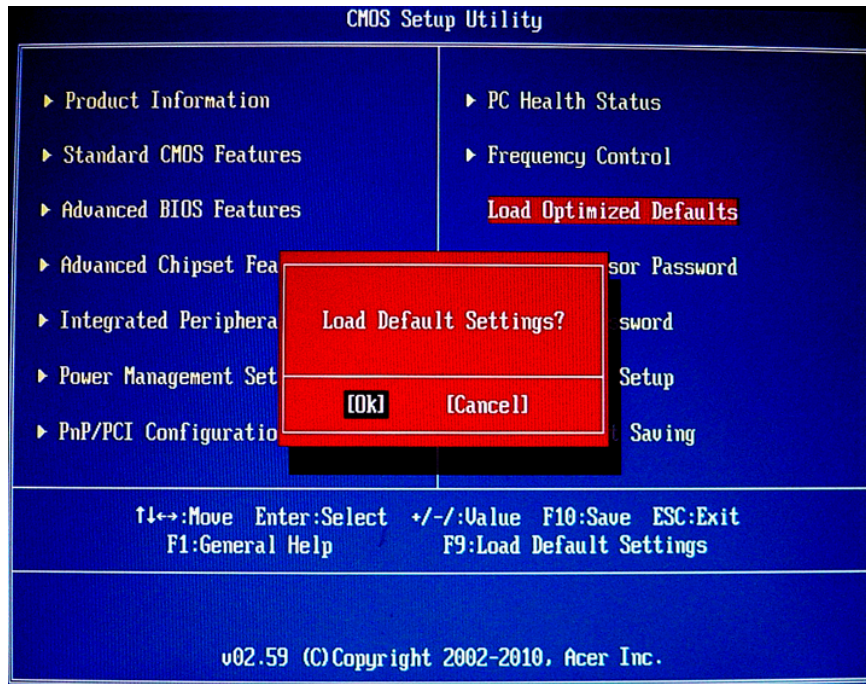 CMOS Setup Utility
▶ Product Information
▶ Standard CMOS Features
▶ Advanced BIOS Features
▶ Advanced Chipset Fea
▶ Integrated Periphera
▶ Power Management Set
▶ PnP/PCI Configuratio
▶ PC Health Status
▶ Frequency Control
Load Optimized Defaults
sor Password
sword
Setup
Saving
Load Default Settings?
[Ok] [Cancel]
↑↓↔:Move Enter:Select +/-/:Value F10:Save ESC:Exit
F1:General Help F9:Load Default Settings
v02.59 (C)Copyright 2002-2010, Acer Inc.